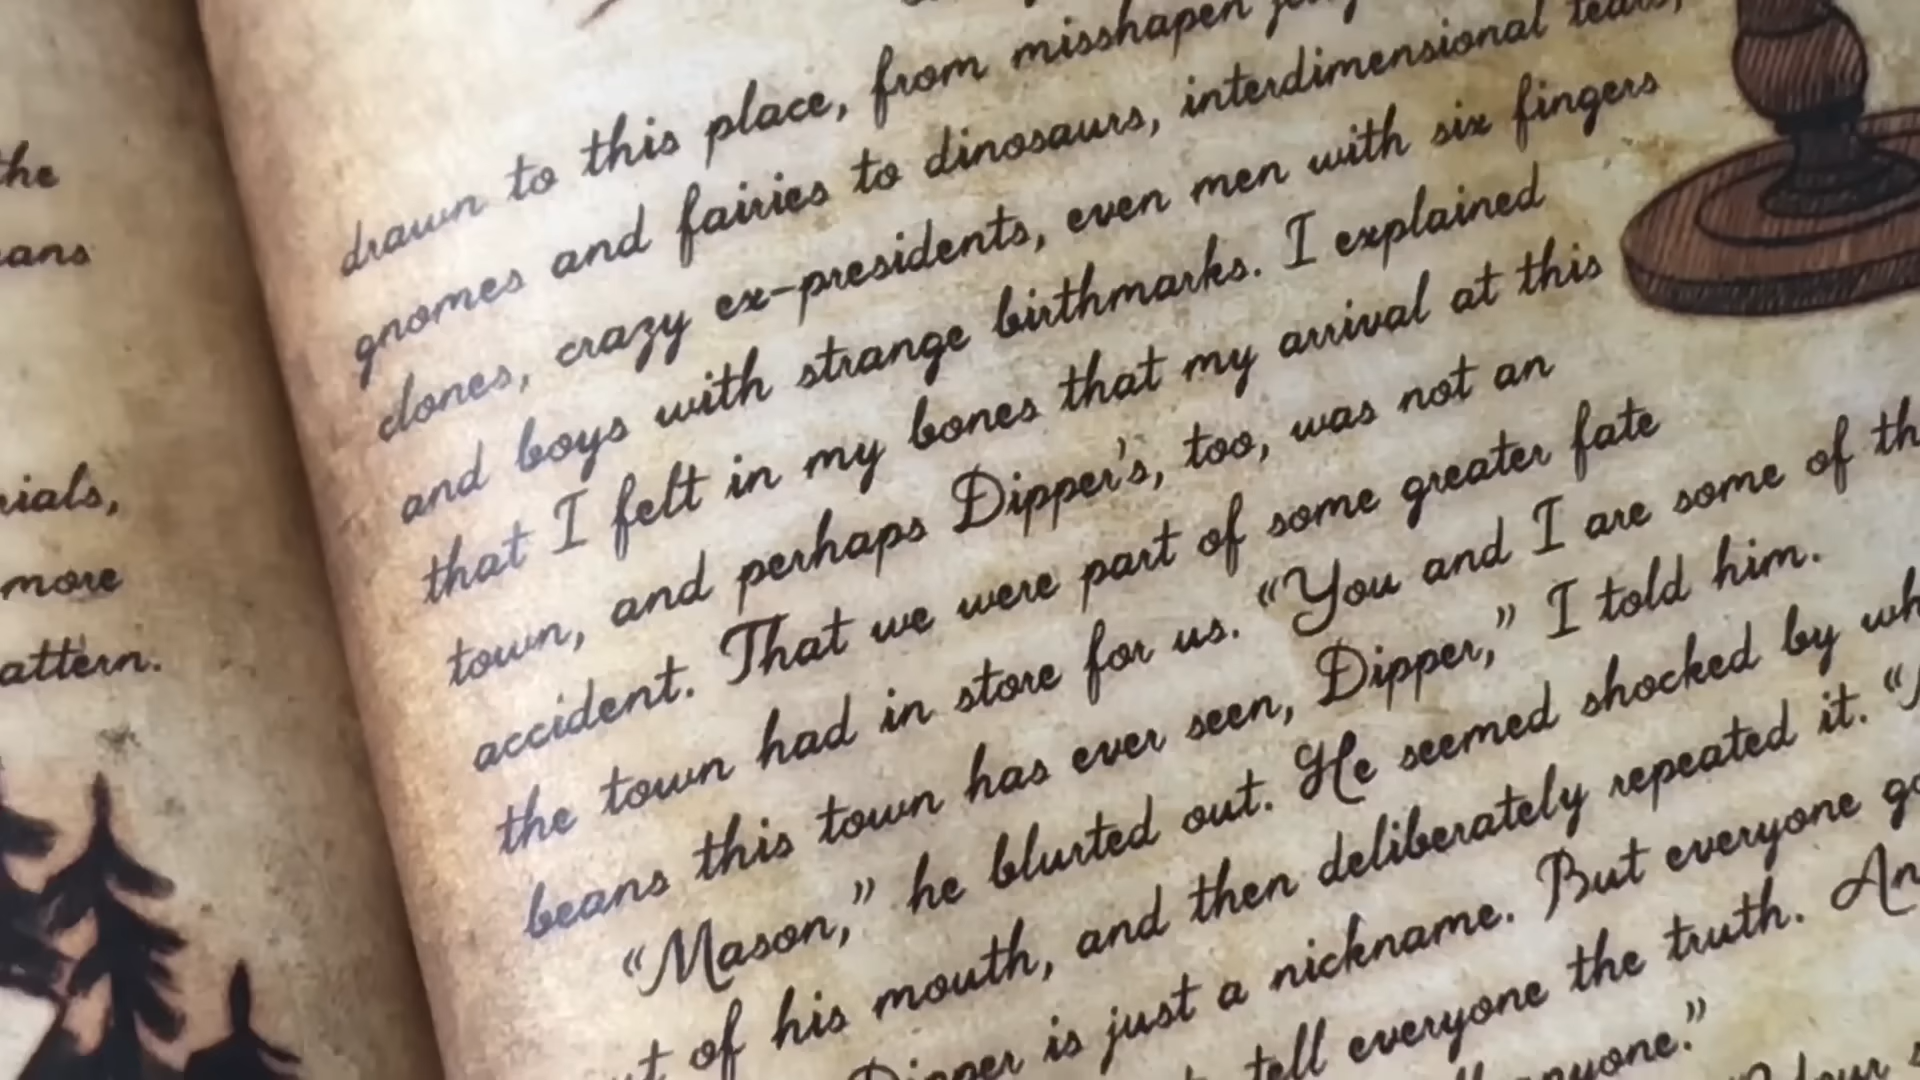 the
ans
rials,
more
attern.
drawn to this place, from misshapen
gnomes and fairies to dinosaurs, interdimensional tears,
clones, crazy ex-presidents, even men with six fingers
and boys with strange birthmarks. I explained
that I felt in my bones that my arrival at this
town, and perhaps Dipper's, too, was not an
accident. That we were part of some greater fate
the town had in store for us. “You and I are some of th
beans this town has ever seen, Dipper,” I told him.
“Mason,” he blurted out. He seemed shocked by wh
t of his mouth, and then deliberately repeated it. “
Dipper is just a nickname. But everyone
tell everyone the truth. An
anyone.”